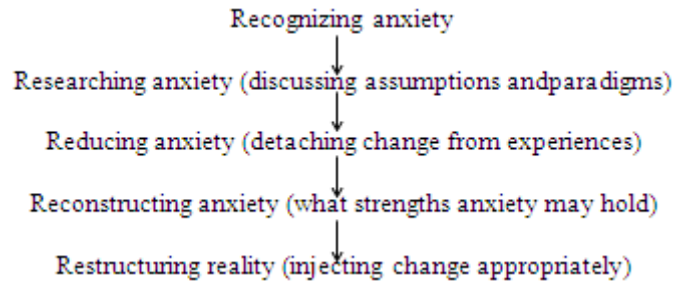 Recognizing anxiety
Researching anxiety (discussing assumptions andparadigms)
Reducing anxiety (detaching change from experiences)
Reconstructing anxiety (what strengths anxiety may hold)
Restructuring reality (injecting change appropriately)